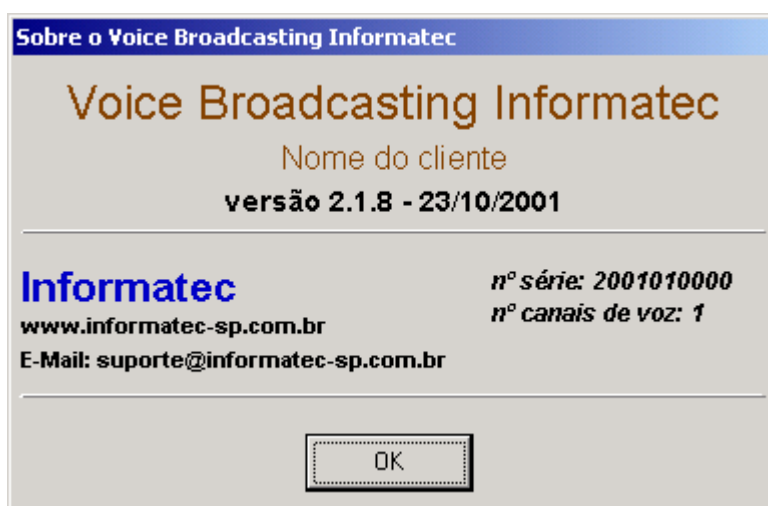 Sobre o Voice Broadcasting Informatec
Voice Broadcasting Informatec
Nome do cliente
versão 2.1.8 - 23/10/2001
Informatec
www.informatec-sp.com.br
E-Mail: suporte@informatec-sp.com.br
nº série: 2001010000
nº canais de voz: 1
OK